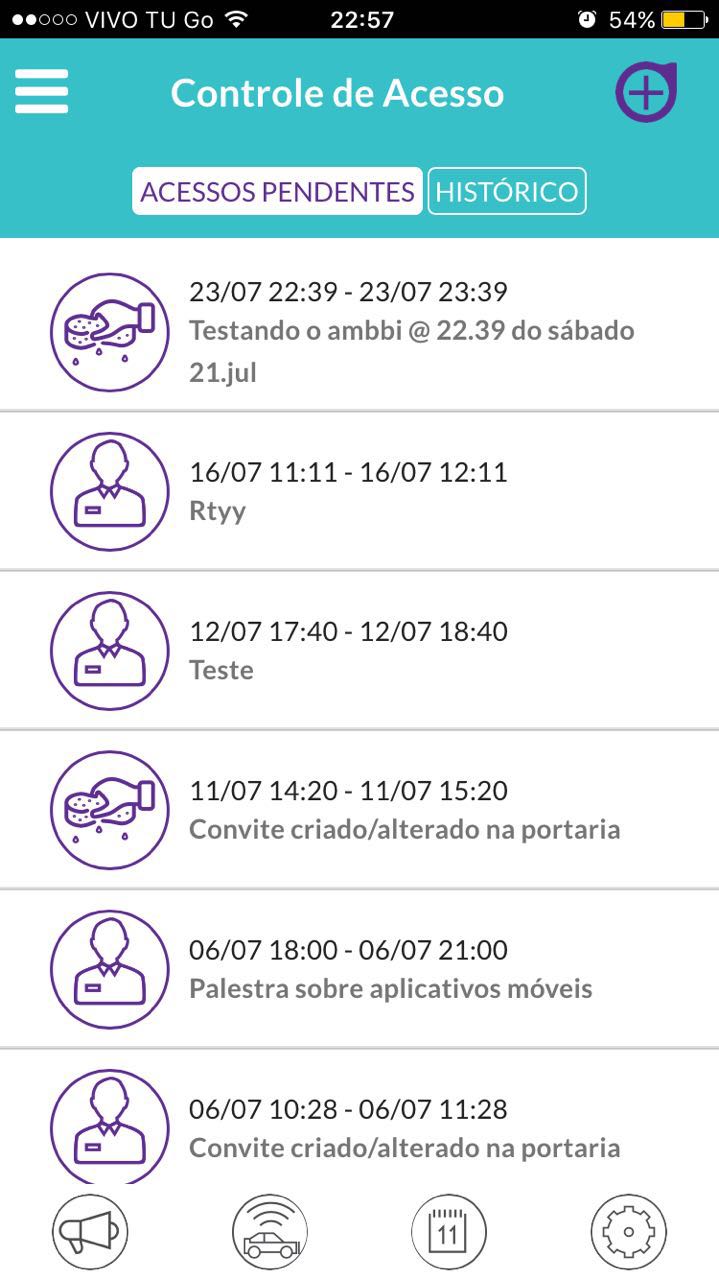 VIVO TU Go 22:57 54%
Controle de Acesso
ACESSOS PENDENTES HISTÓRICO
23/07 22:39 - 23/07 23:39
Testando o ambbi @ 22.39 do sábado
21.jul
16/07 11:11 - 16/07 12:11
Rtyy
12/07 17:40 - 12/07 18:40
Teste
11/07 14:20 - 11/07 15:20
Convite criado/alterado na portaria
06/07 18:00 - 06/07 21:00
Palestra sobre aplicativos móveis
06/07 10:28 - 06/07 11:28
Convite criado/alterado na portaria
11